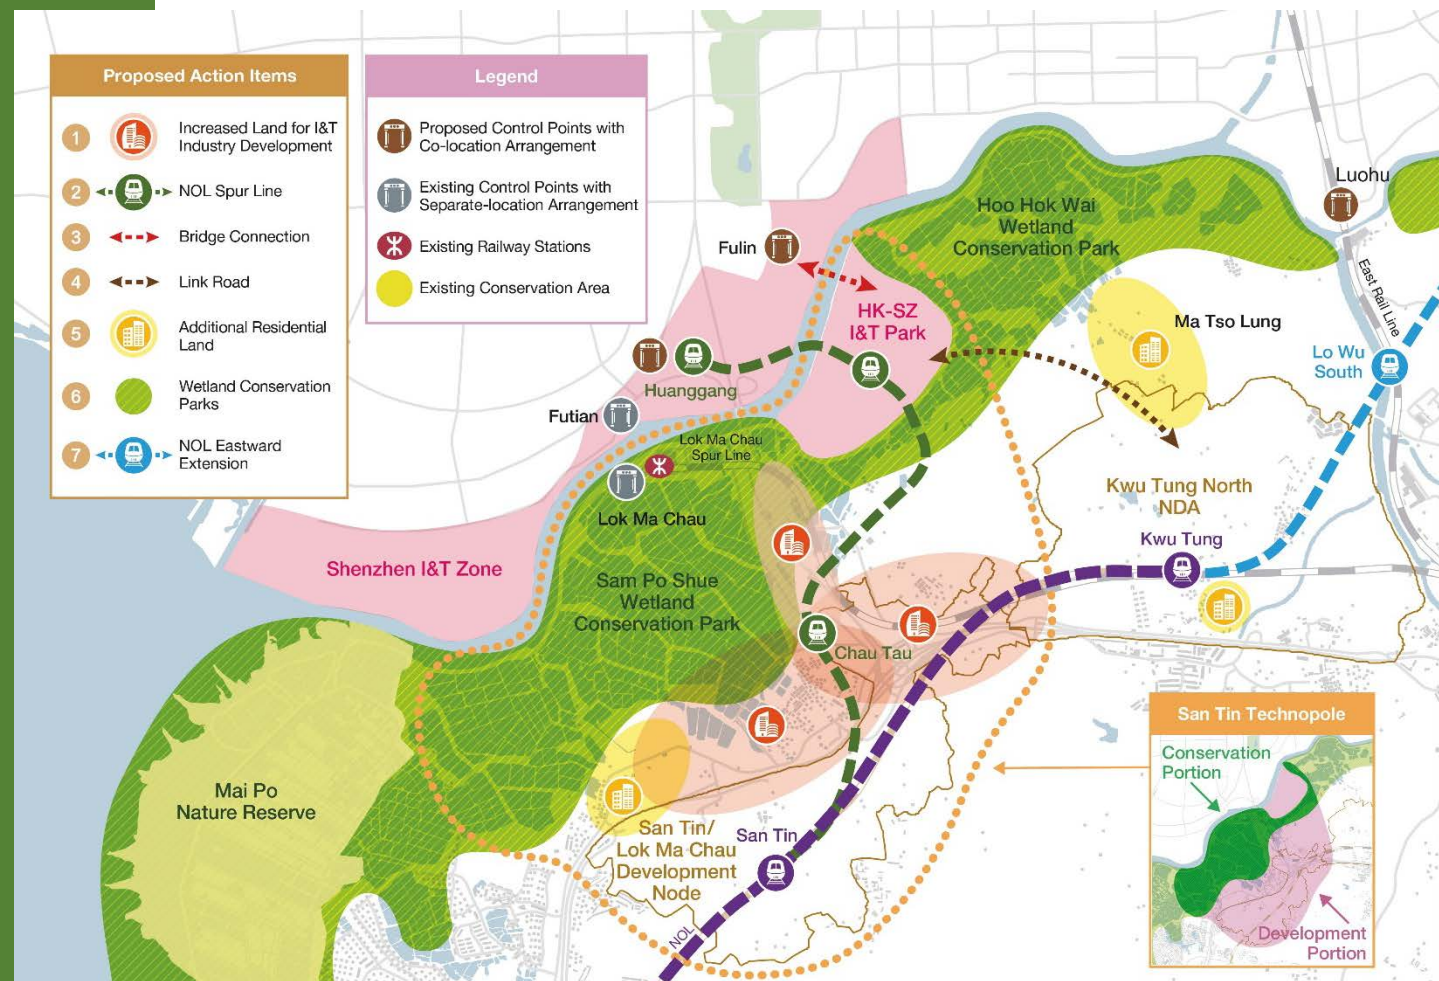 Proposed Action Items
1
Increased Land for I&T
Industry Development
2
NOL Spur Line
3
Bridge Connection
4
Link Road
5
Additional Residential
Land
6
Wetland Conservation
Parks
7
NOL Eastward
Extension
Legend
Proposed Control Points with
Co-location Arrangement
Existing Control Points with
Separate-location Arrangement
Existing Railway Stations
Existing Conservation Area
Luohu
Hoo Hok Wai
Wetland
Conservation Park
Fulin
East Rail Line
HK-SZ
I&T Park
Ma Tso Lung
Lo Wu
South
Huanggang
Futian
Lok Ma Chau
Spur Line
Lok Ma Chau
Kwu Tung North
NDA
Kwu Tung
Shenzhen I&T Zone
Sam Po Shue
Wetland
Conservation Park
Chau Tau
Mai Po
Nature Reserve
San Tin/
Lok Ma Chau
Development
Node
San Tin
NOL
San Tin Technopole
Conservation
Portion
Development
Portion